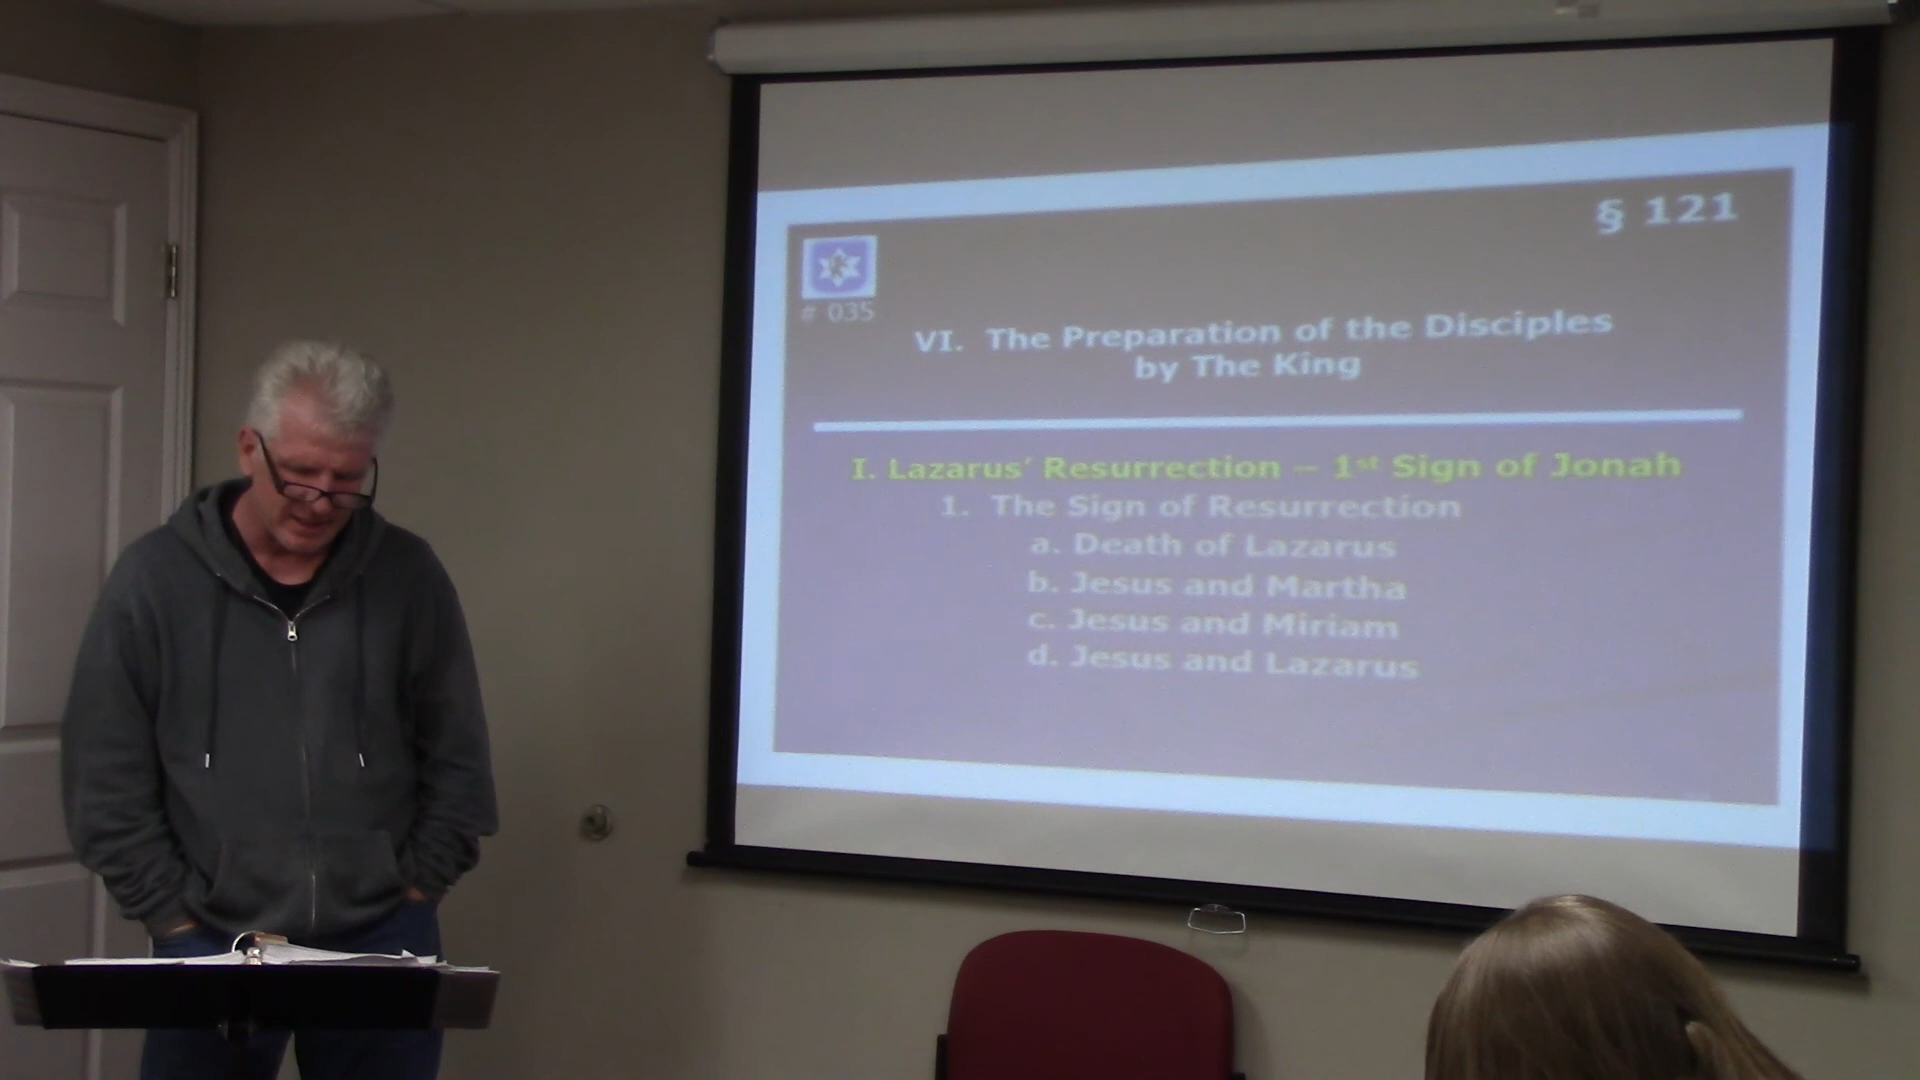 § 121
# 035
VI. The Preparation of the Disciples
by The King
I. Lazarus’ Resurrection – 1st Sign of Jonah
1. The Sign of Resurrection
a. Death of Lazarus
b. Jesus and Martha
c. Jesus and Miriam
d. Jesus and Lazarus